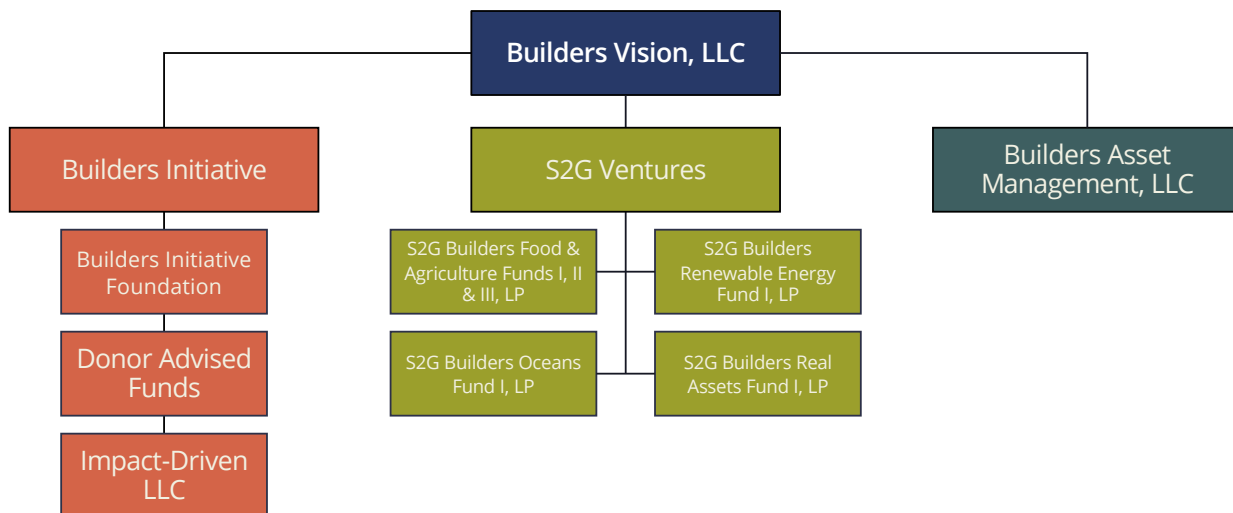 Builders Vision, LLC
Builders Initiative
S2G Ventures
Builders Asset
Management, LLC
Builders Initiative
Foundation
S2G Builders Food &
Agriculture Funds I, II
& III, LP
S2G Builders
Renewable Energy
Fund I, LP
Donor Advised
Funds
S2G Builders Oceans
Fund I, LP
S2G Builders Real
Assets Fund I, LP
Impact-Driven
LLC